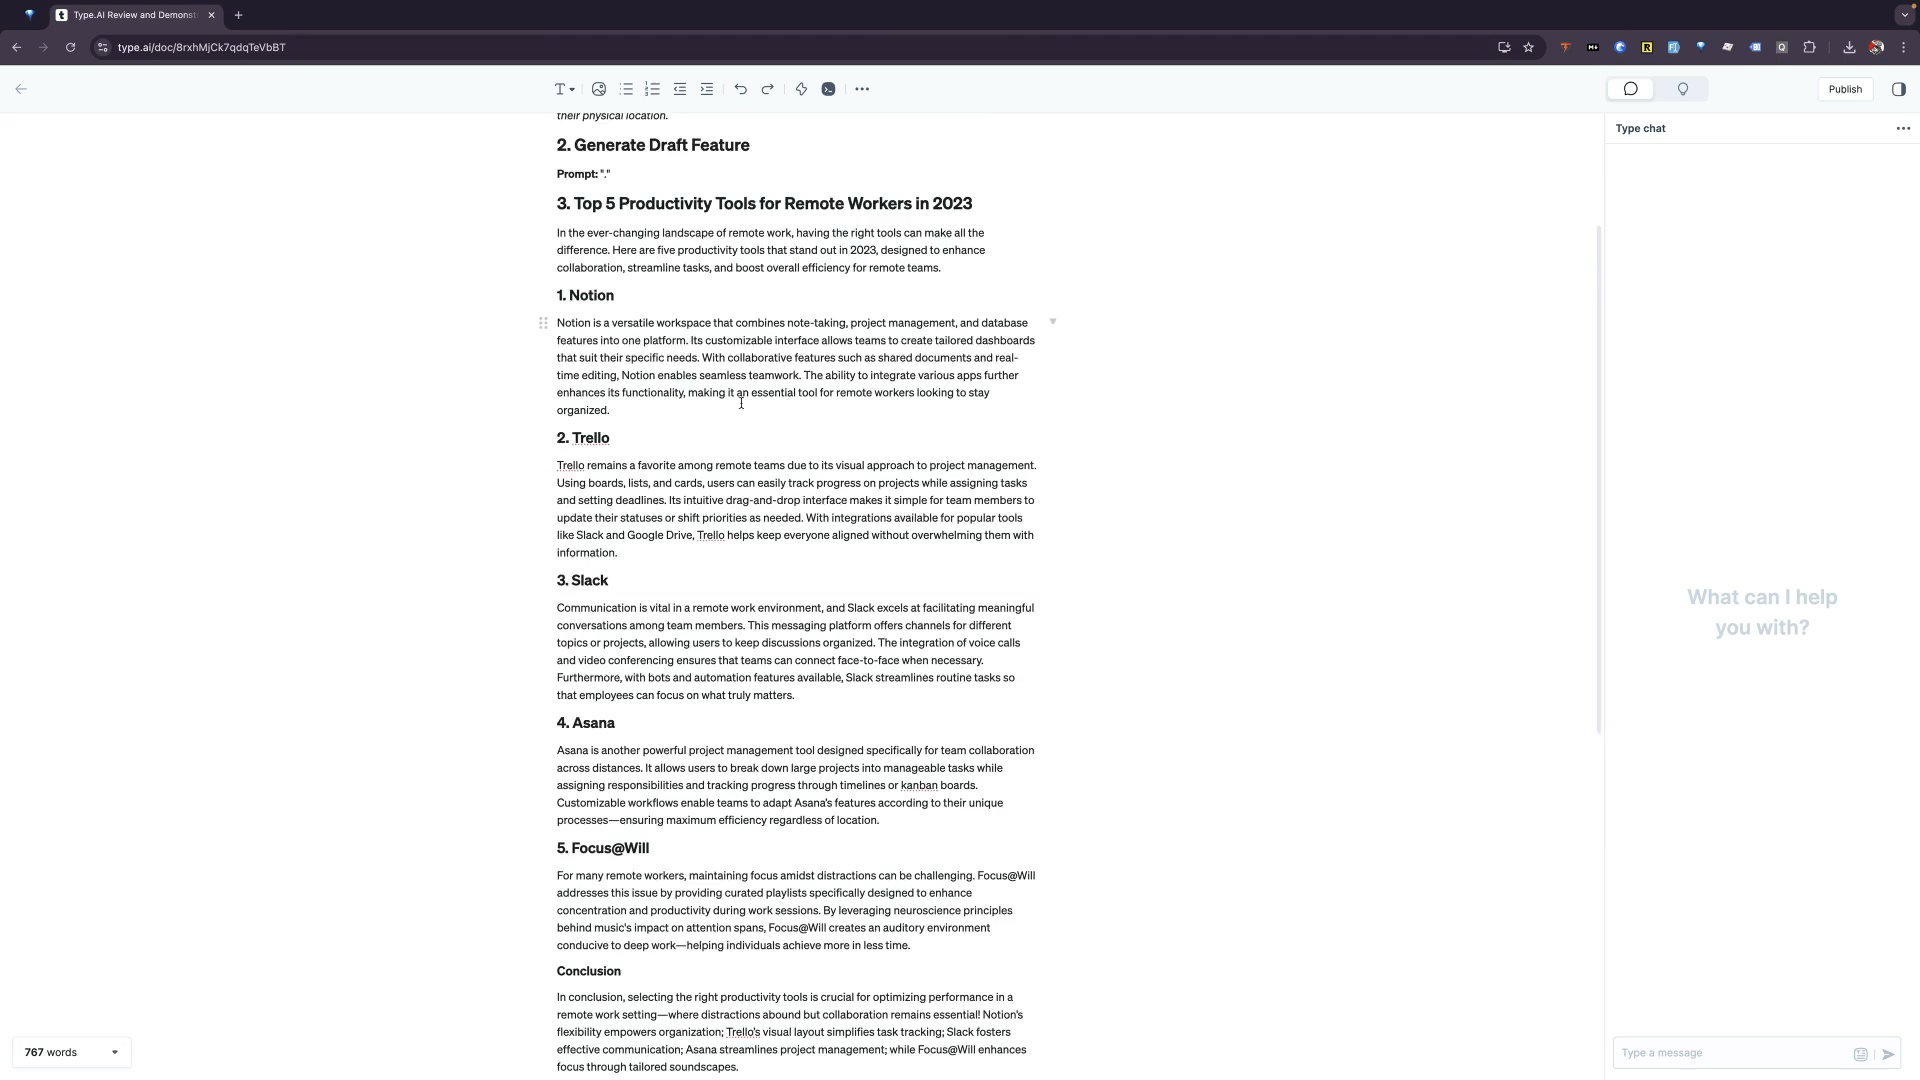 Type.AI Review and Demonst
type.ai/doc/8rxhMjCk7qdqTeVbBT
Publish
Type chat
their physical location.
2. Generate Draft Feature
Prompt: "."
3. Top 5 Productivity Tools for Remote Workers in 2023
In the ever-changing landscape of remote work, having the right tools can make all the
difference. Here are five productivity tools that stand out in 2023, designed to enhance
collaboration, streamline tasks, and boost overall efficiency for remote teams.
1. Notion
Notion is a versatile workspace that combines note-taking, project management, and database
features into one platform. Its customizable interface allows teams to create tailored dashboards
that suit their specific needs. With collaborative features such as shared documents and real-
time editing, Notion enables seamless teamwork. The ability to integrate various apps further
enhances its functionality, making it an essential tool for remote workers looking to stay
organized.
2. Trello
Trello remains a favorite among remote teams due to its visual approach to project management.
Using boards, lists, and cards, users can easily track progress on projects while assigning tasks
and setting deadlines. Its intuitive drag-and-drop interface makes it simple for team members to
update their statuses or shift priorities as needed. With integrations available for popular tools
like Slack and Google Drive, Trello helps keep everyone aligned without overwhelming them with
information.
3. Slack
Communication is vital in a remote work environment, and Slack excels at facilitating meaningful
conversations among team members. This messaging platform offers channels for different
topics or projects, allowing users to keep discussions organized. The integration of voice calls
and video conferencing ensures that teams can connect face-to-face when necessary.
Furthermore, with bots and automation features available, Slack streamlines routine tasks so
that employees can focus on what truly matters.
4. Asana
Asana is another powerful project management tool designed specifically for team collaboration
across distances. It allows users to break down large projects into manageable tasks while
assigning responsibilities and tracking progress through timelines or kanban boards.
Customizable workflows enable teams to adapt Asana's features according to their unique
processes—ensuring maximum efficiency regardless of location.
5. Focus@Will
For many remote workers, maintaining focus amidst distractions can be challenging. Focus@Will
addresses this issue by providing curated playlists specifically designed to enhance
concentration and productivity during work sessions. By leveraging neuroscience principles
behind music's impact on attention spans, Focus@Will creates an auditory environment
conducive to deep work—helping individuals achieve more in less time.
Conclusion
In conclusion, selecting the right productivity tools is crucial for optimizing performance in a
remote work setting—where distractions abound but collaboration remains essential! Notion's
flexibility empowers organization; Trello's visual layout simplifies task tracking; Slack fosters
effective communication; Asana streamlines project management; while Focus@Will enhances
focus through tailored soundscapes.
What can I help
you with?
767 words
Type a message